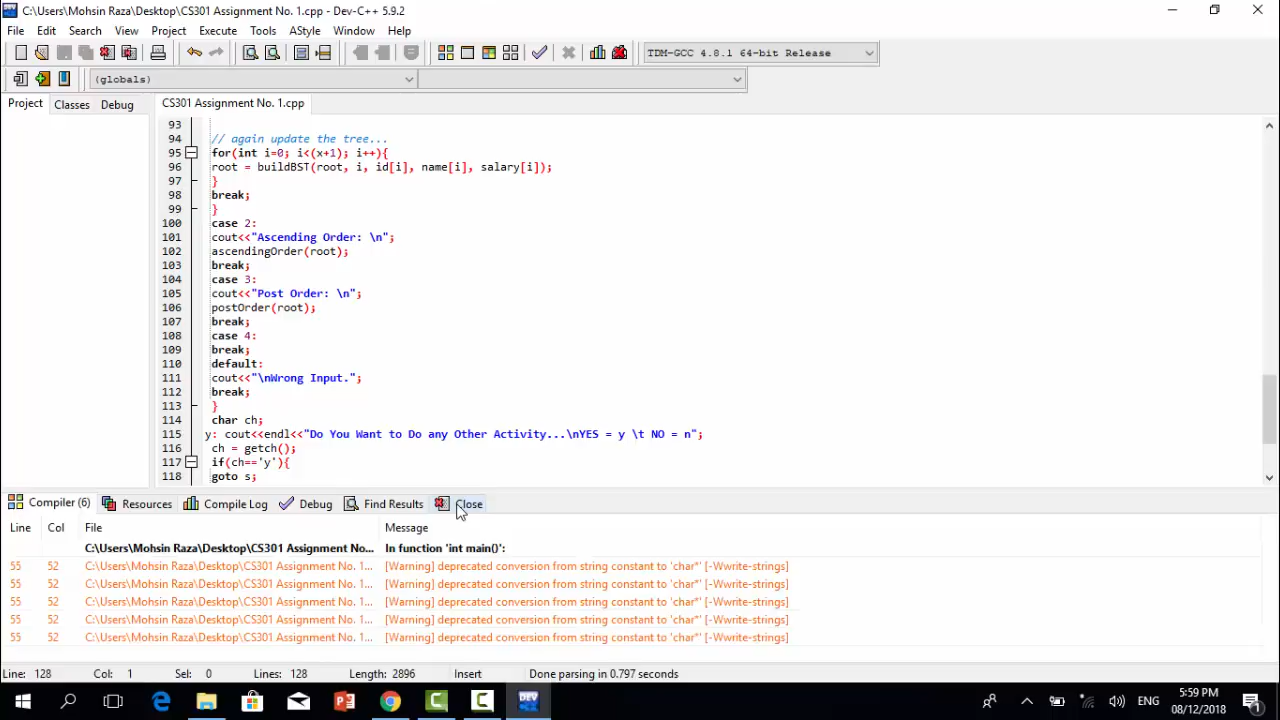 C:\Users\Mohsin Raza\Desktop\CS301 Assignment No. 1.cpp - Dev-C++ 5.9.2
File Edit Search View Project Execute Tools AStyle Window Help
TDM-GCC 4.8.1 64-bit Release
(globals)
Project Classes Debug CS301 Assignment No. 1.cpp
93
94 // again update the tree...
95 for(int i=0; i<(x+1); i++){
96 root = buildBST(root, i, id[i], name[i], salary[i]);
97 }
98 break;
99 }
100 case 2:
101 cout<<"Ascending Order: \n";
102 ascendingOrder(root);
103 break;
104 case 3:
105 cout<<"Post Order: \n";
106 postOrder(root);
107 break;
108 case 4:
109 break;
110 default:
111 cout<<"\nWrong Input.";
112 break;
113 }
114 char ch;
115 y: cout<<endl<<"Do You Want to Do any Other Activity...\nYES = y \t NO = n";
116 ch = getch();
117 if(ch=='y'){
118 goto s;
Compiler (6) Resources Compile Log Debug Find Results Close
Line Col File Message
C:\Users\Mohsin Raza\Desktop\CS301 Assignment No... In function 'int main()':
55 52 C:\Users\Mohsin Raza\Desktop\CS301 Assignment No. 1... [Warning] deprecated conversion from string constant to 'char*' [-Wwrite-strings]
55 52 C:\Users\Mohsin Raza\Desktop\CS301 Assignment No. 1... [Warning] deprecated conversion from string constant to 'char*' [-Wwrite-strings]
55 52 C:\Users\Mohsin Raza\Desktop\CS301 Assignment No. 1... [Warning] deprecated conversion from string constant to 'char*' [-Wwrite-strings]
55 52 C:\Users\Mohsin Raza\Desktop\CS301 Assignment No. 1... [Warning] deprecated conversion from string constant to 'char*' [-Wwrite-strings]
55 52 C:\Users\Mohsin Raza\Desktop\CS301 Assignment No. 1... [Warning] deprecated conversion from string constant to 'char*' [-Wwrite-strings]
Line: 128 Col: 1 Sel: 0 Lines: 128 Length: 2896 Insert Done parsing in 0.797 seconds
DEV
ENG
5:59 PM
08/12/2018
1